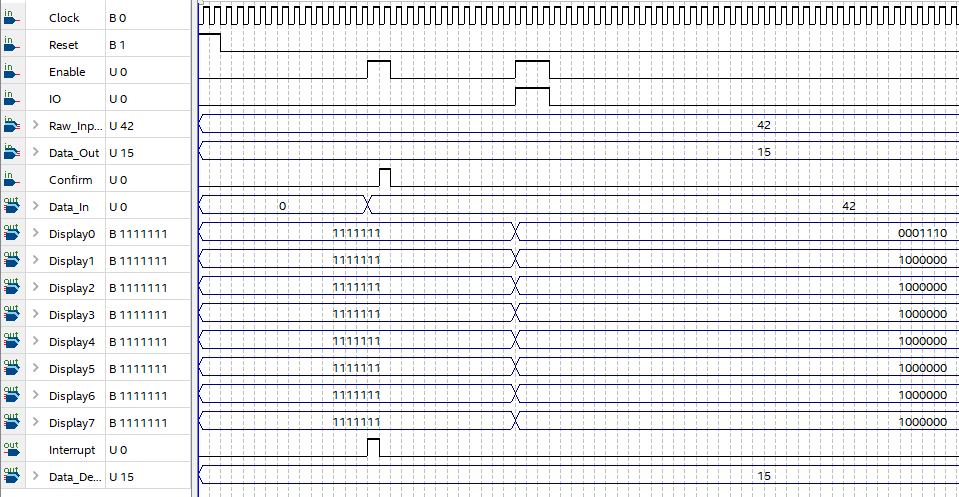 in Clock B 0
in Reset B 1
in Enable U 0
in IO U 0
in Raw_Inp... U 42 42
Data_Out U 15 15
in Confirm U 0
out Data_In U 0 0 42
out Display0 B 1111111 1111111 0001110
out Display1 B 1111111 1111111 1000000
out Display2 B 1111111 1111111 1000000
out Display3 B 1111111 1111111 1000000
out Display4 B 1111111 1111111 1000000
out Display5 B 1111111 1111111 1000000
out Display6 B 1111111 1111111 1000000
out Display7 B 1111111 1111111 1000000
out Interrupt U 0
out Data_De... U 15 15